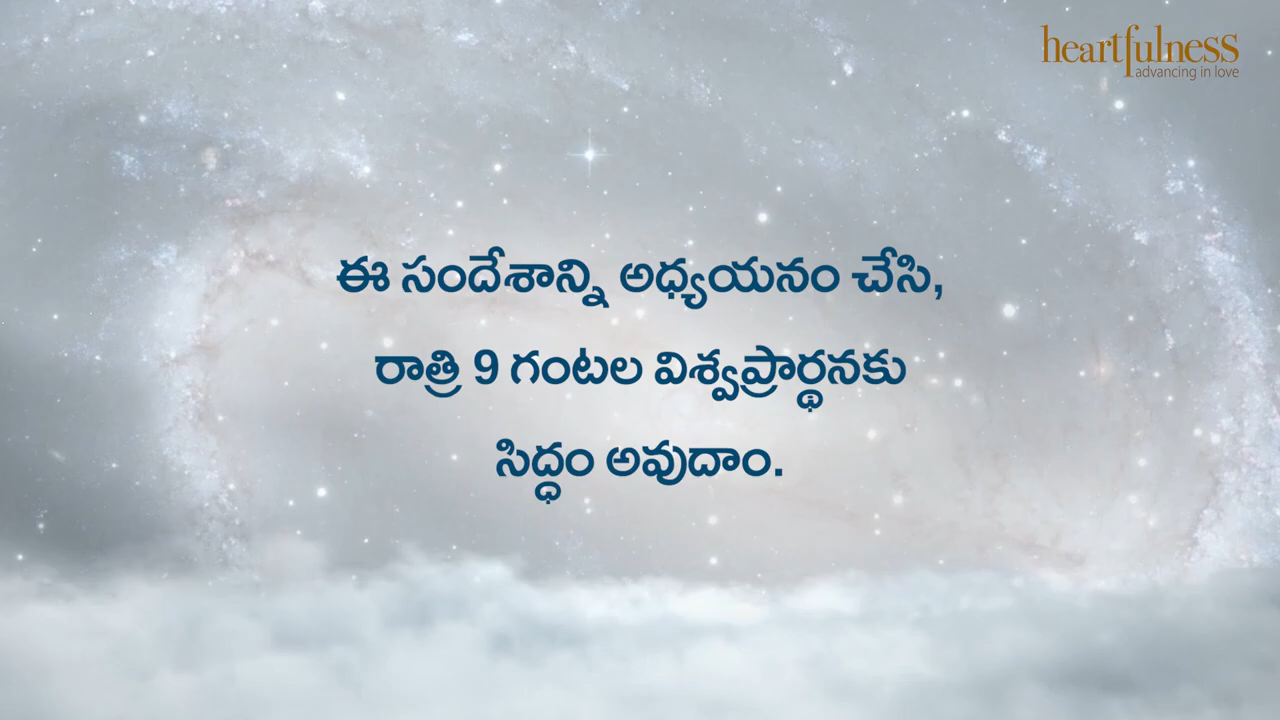 heartfulness
advancing in love
ఈ సందేశాన్ని అధ్యయనం చేసి,
రాత్రి 9 గంటల విశ్వప్రార్థనకు
సిద్ధం అవుదాం.